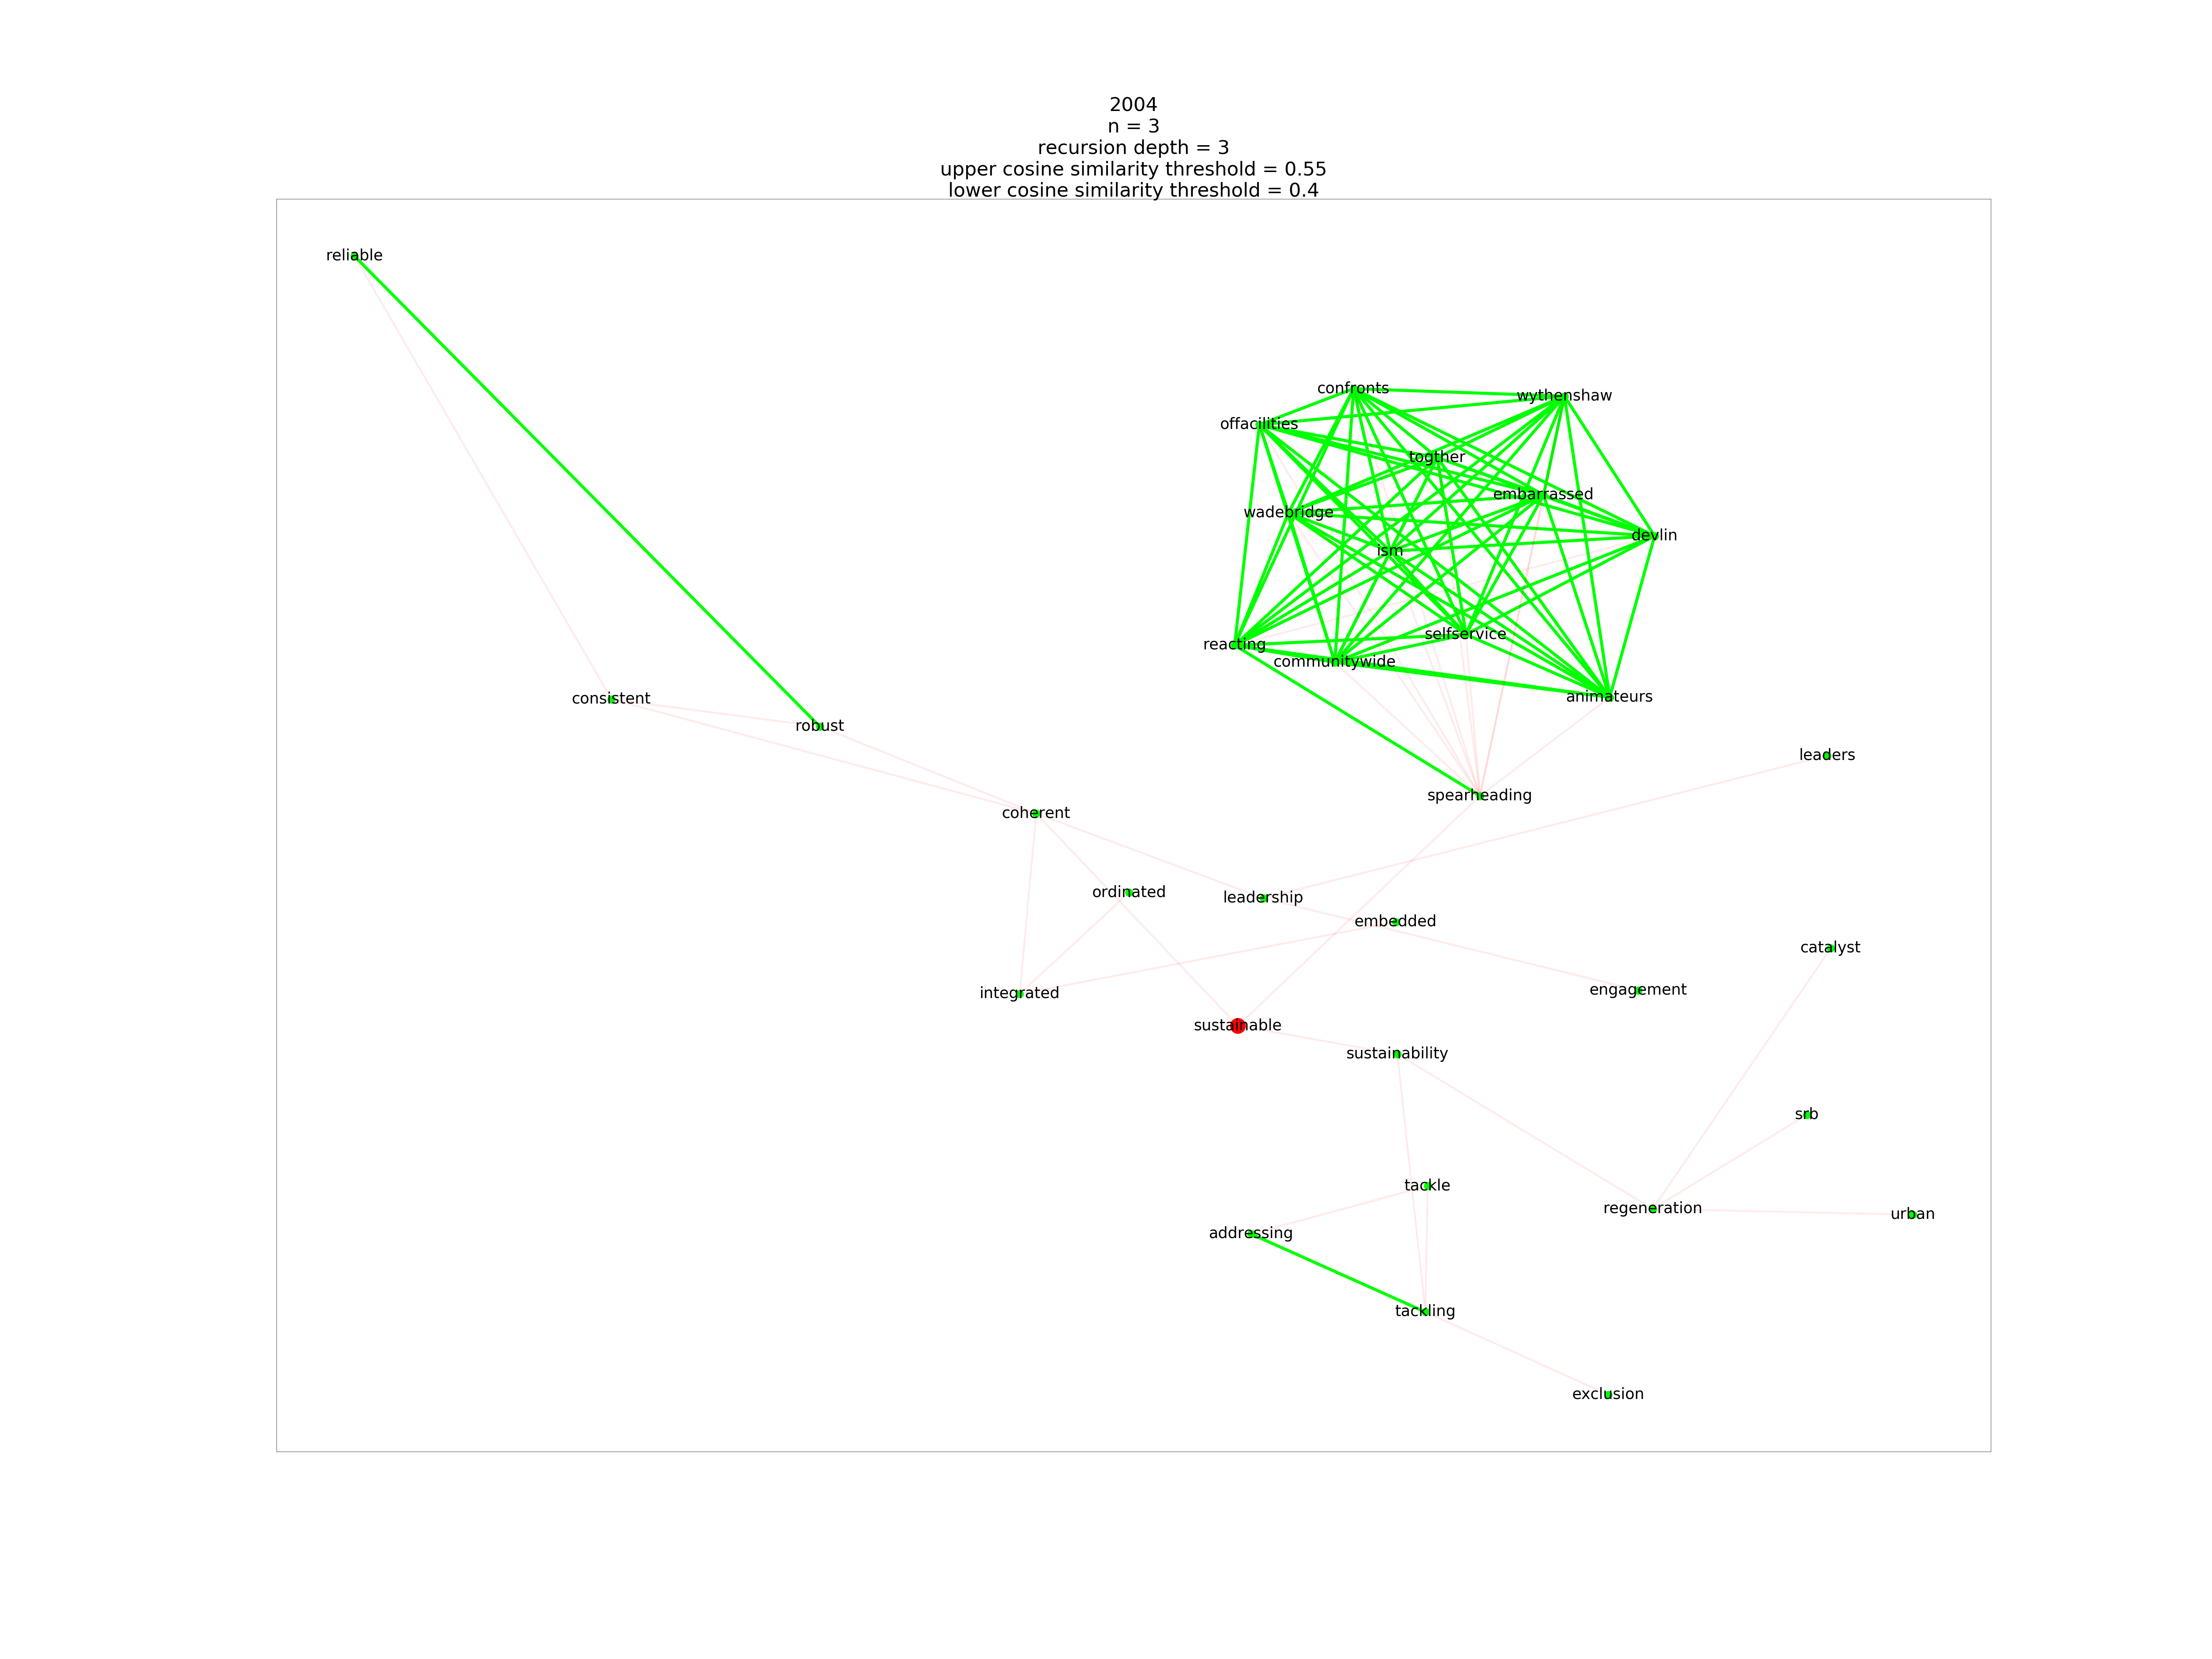 2004
n = 3
recursion depth = 3
upper cosine similarity threshold = 0.55
lower cosine similarity threshold = 0.4
reliable
confronts
wythenshaw
offacilities
togther
embarrassed
wadebridge
devlin
ism
selfservice
reacting
communitywide
animateurs
consistent
robust
leaders
spearheading
coherent
ordinated
leadership
embedded
catalyst
engagement
integrated
sustainable
sustainability
srb
tackle
regeneration
urban
addressing
tackling
exclusion